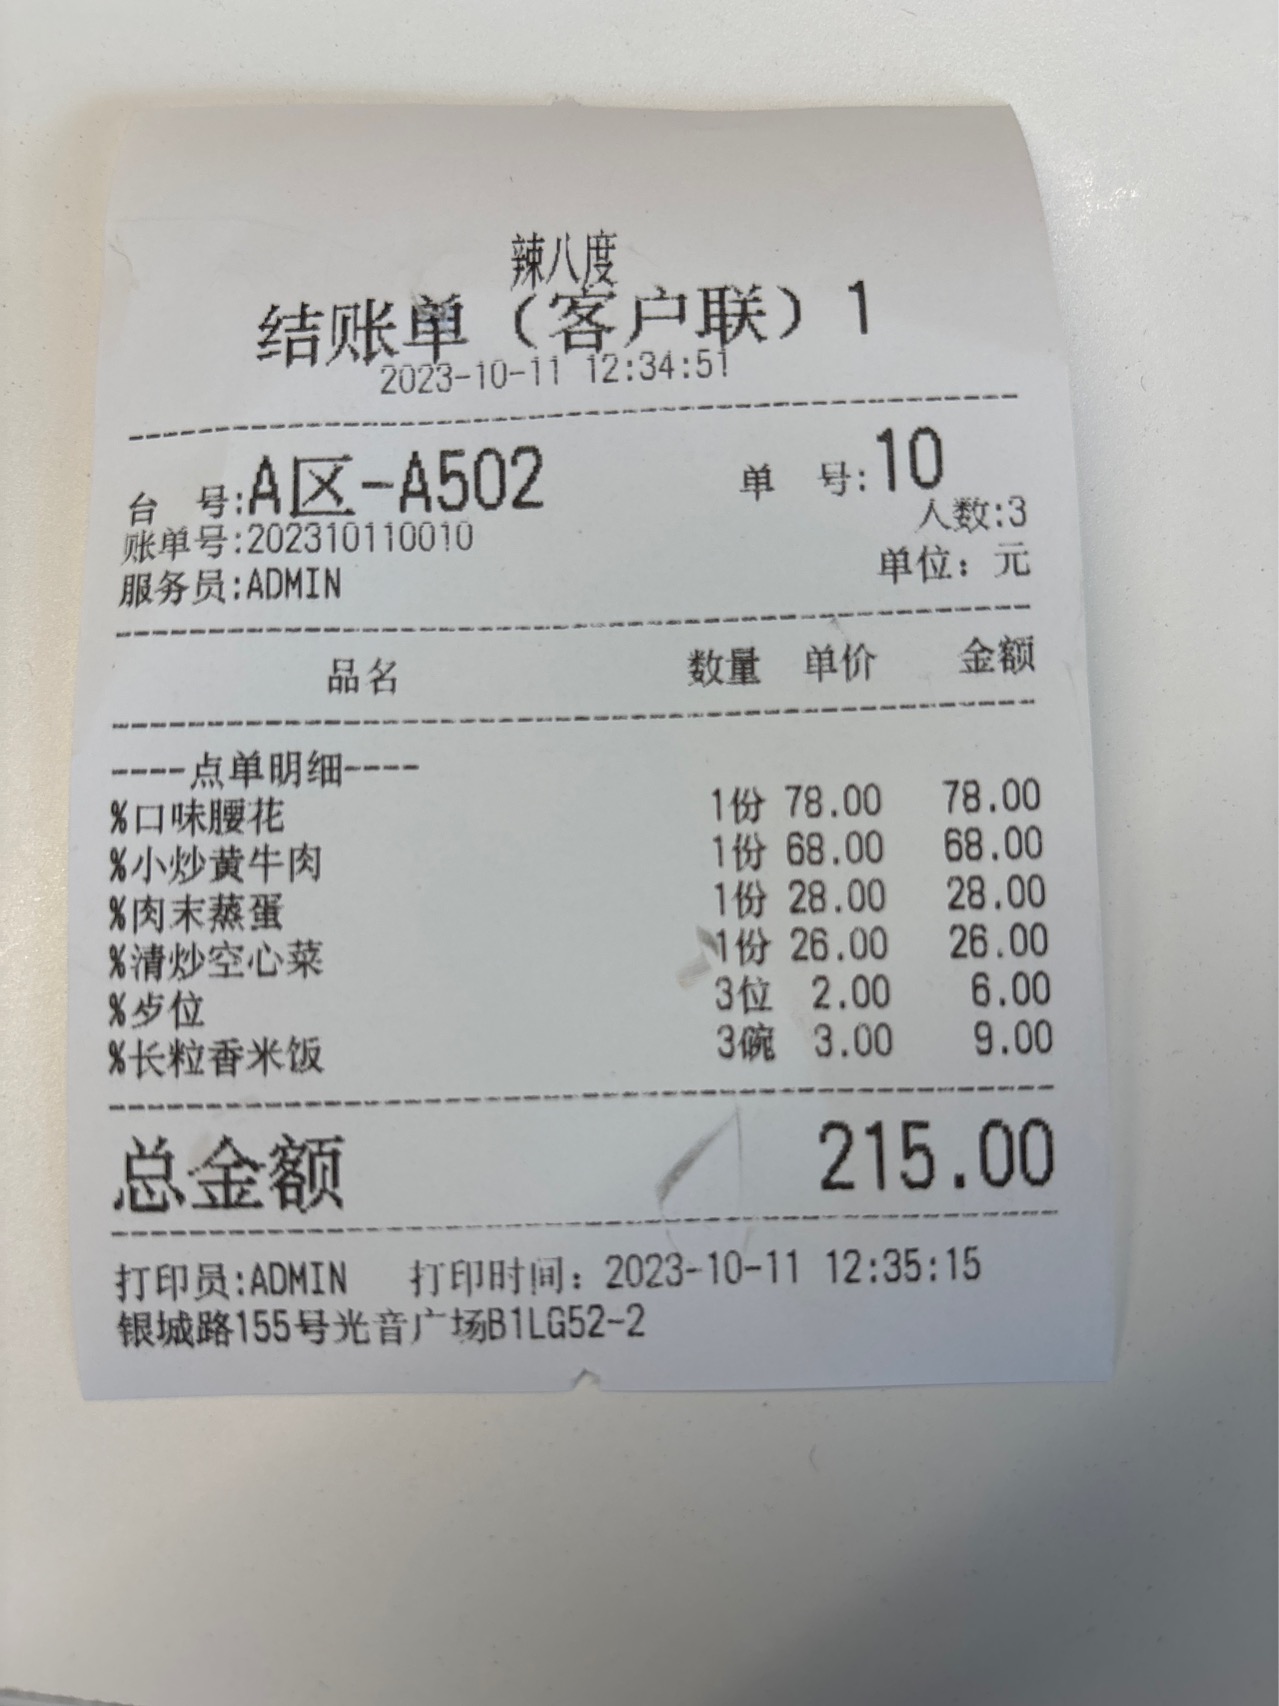 辣八度
结账单（客户联）1
2023-10-11 12:34:51
台 号:A区-A502 单 号:10
账单号:202310110010 人数:3
服务员:ADMIN 单位：元
品名 数量 单价 金额
----点单明细----
%口味腰花 1份 78.00 78.00
%小炒黄牛肉 1份 68.00 68.00
%肉末蒸蛋 1份 28.00 28.00
%清炒空心菜 1份 26.00 26.00
%歺位 3位 2.00 6.00
%长粒香米饭 3碗 3.00 9.00
总金额 215.00
打印员:ADMIN 打印时间：2023-10-11 12:35:15
银城路155号光音广场B1LG52-2